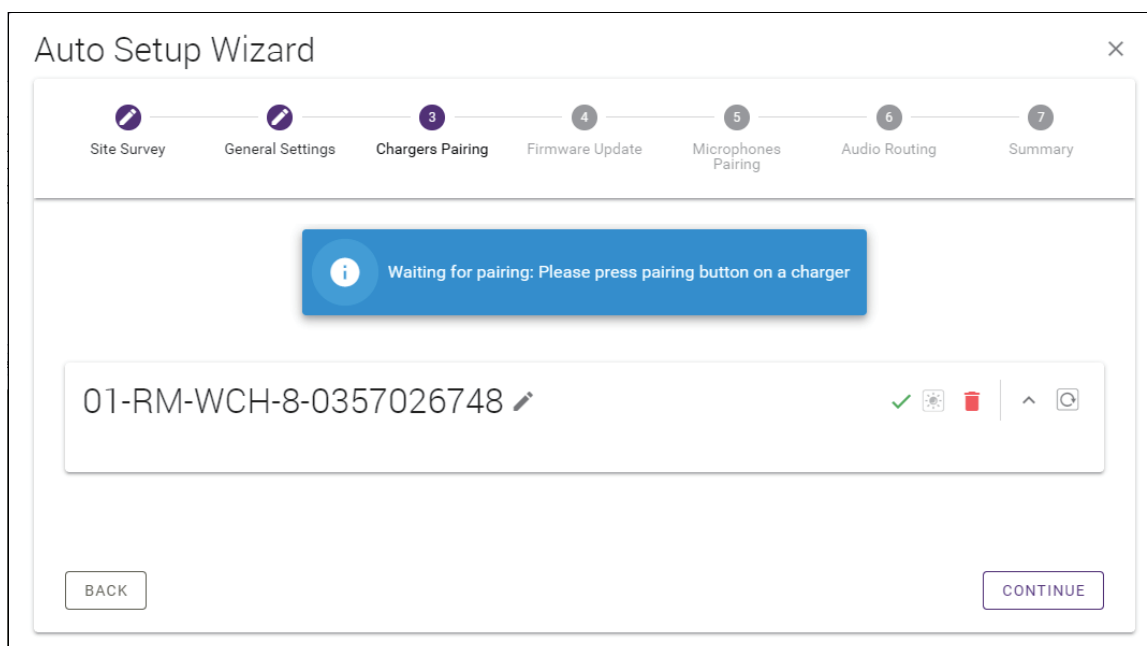 Auto Setup Wizard
3
4
5
6
7
Site Survey
General Settings
Chargers Pairing
Firmware Update
Microphones
Pairing
Audio Routing
Summary
i
Waiting for pairing: Please press pairing button on a charger
01-RM-WCH-8-0357026748
BACK
CONTINUE